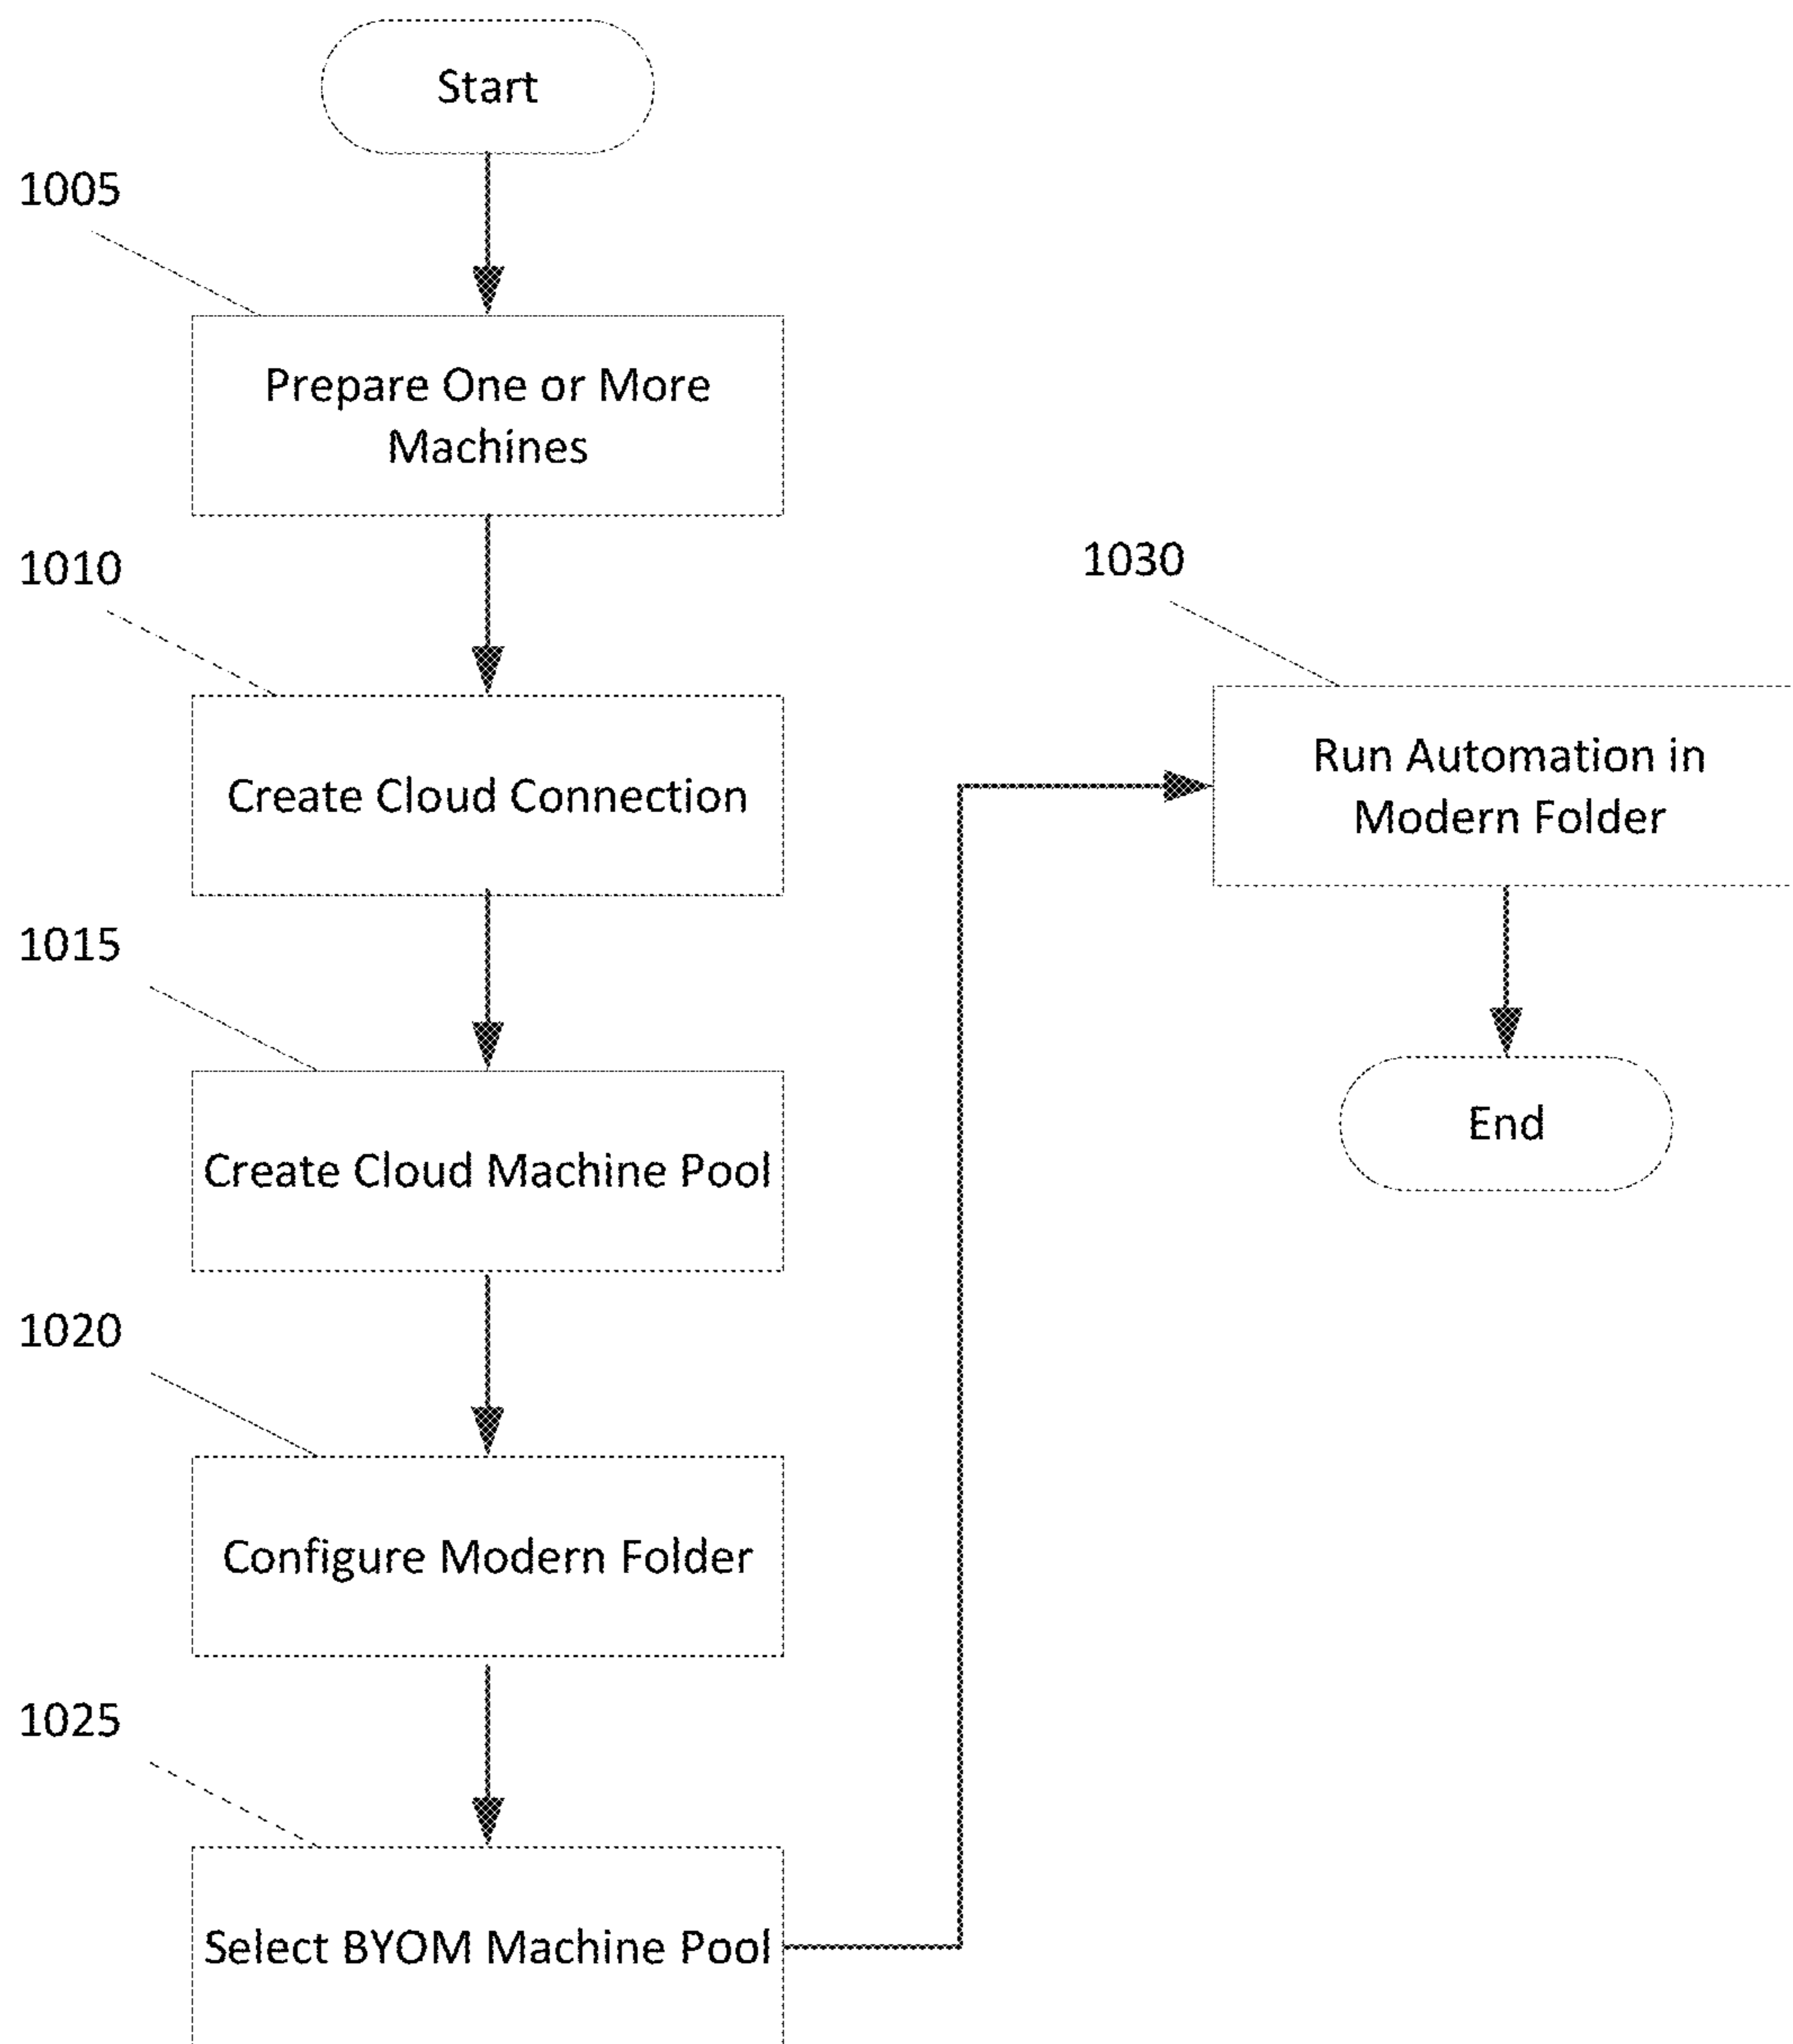 Start
1005
Prepare One or More
Machines
1010
Create Cloud Connection
1015
Create Cloud Machine Pool
1020
Configure Modern Folder
1025
Select BYOM Machine Pool
1030
Run Automation in
Modern Folder
End